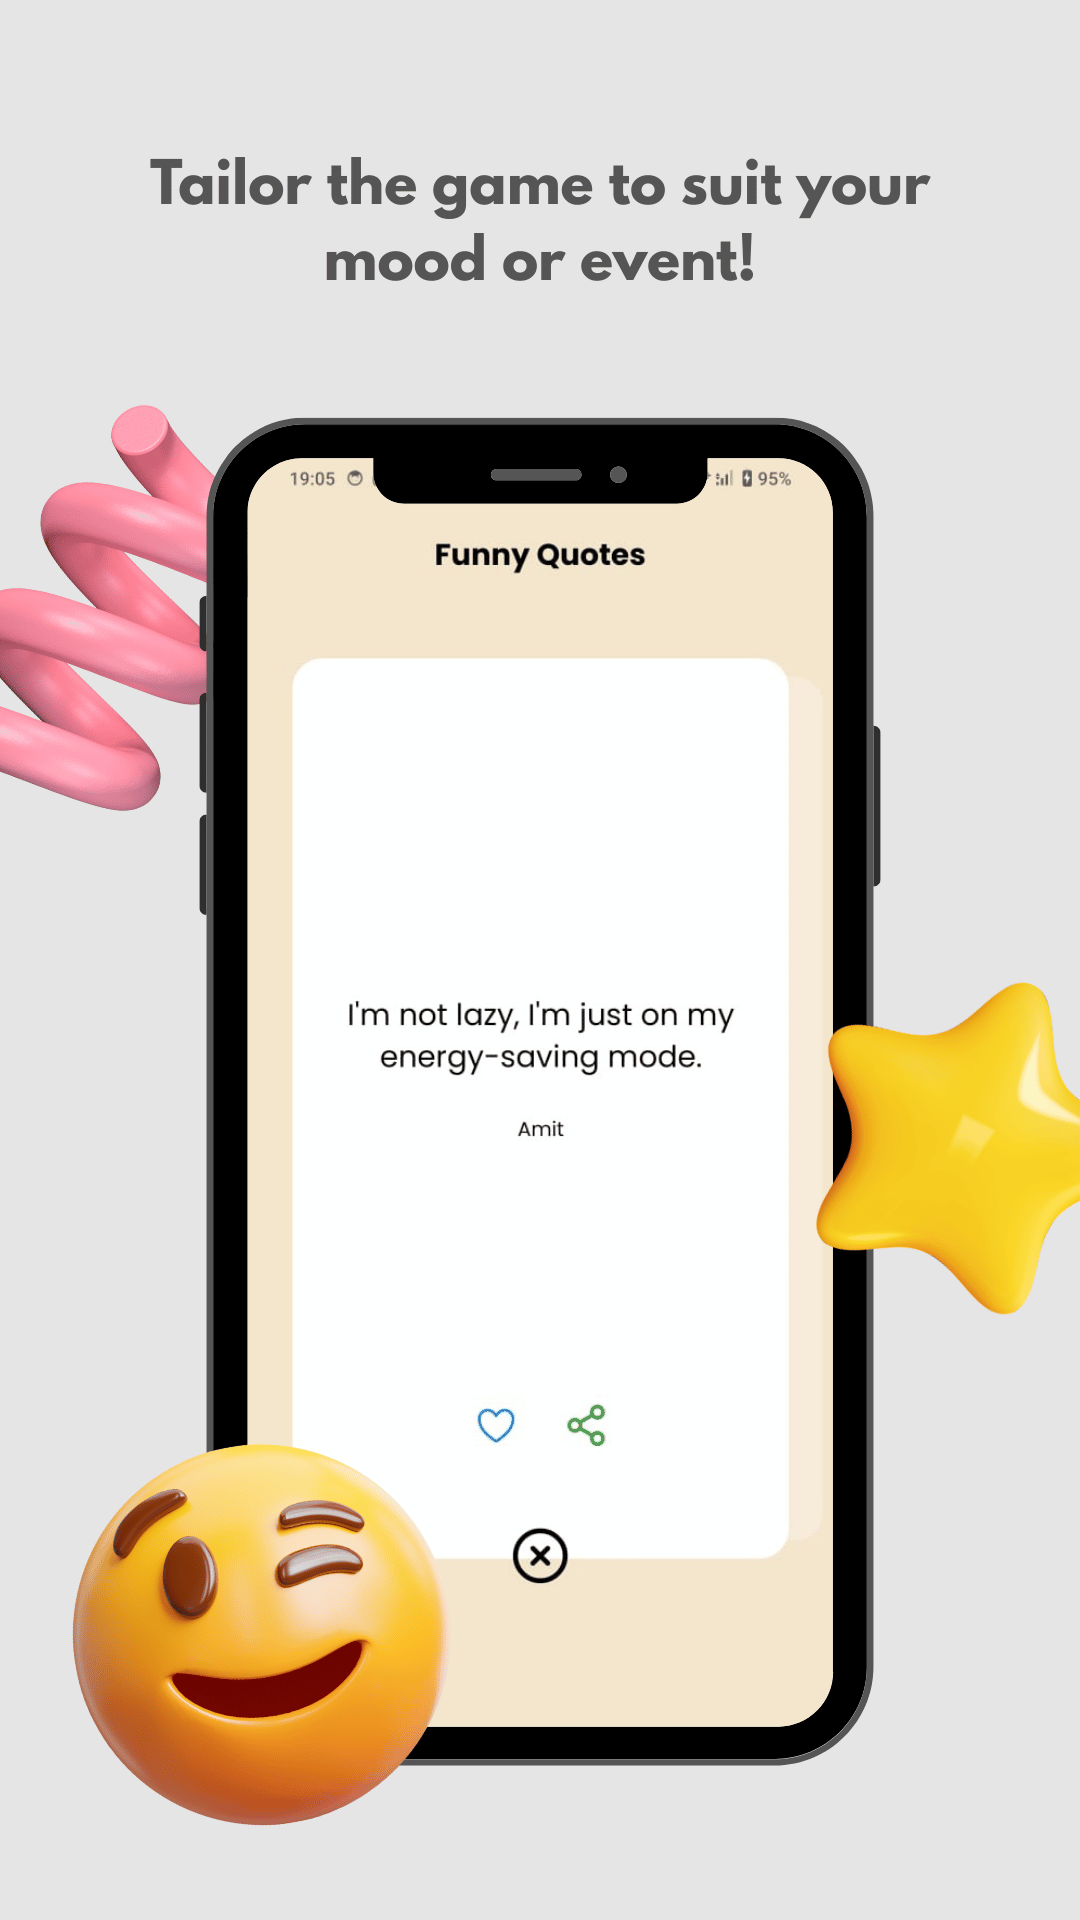 Tailor the game to suit your
mood or event!
19:05
95%
Funny Quotes
I'm not lazy, I'm just on my
energy-saving mode.
Amit